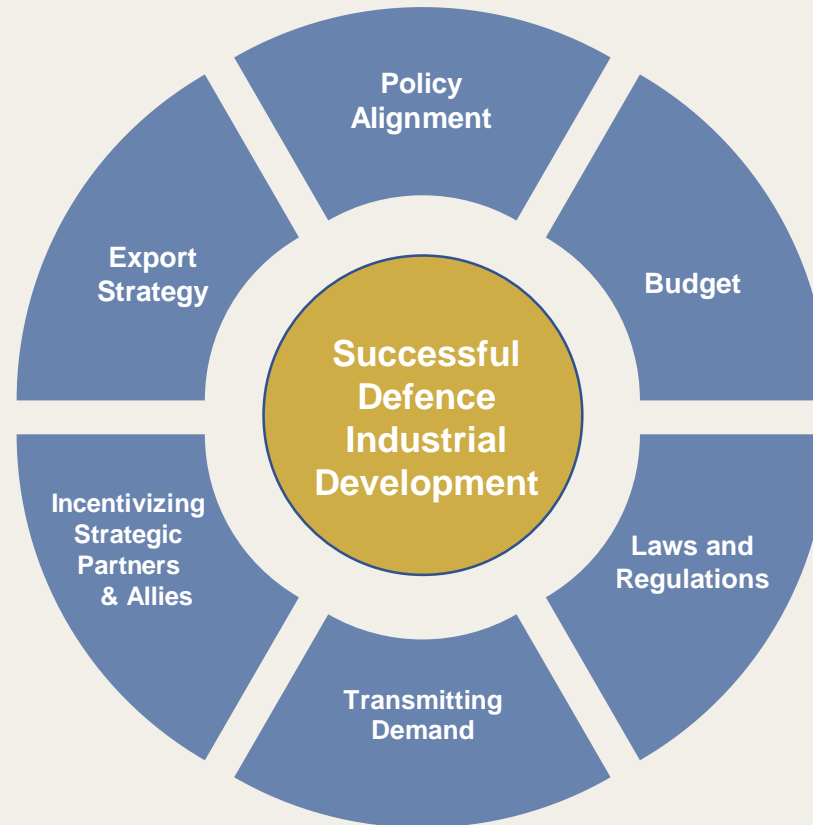 Policy
Alignment
Budget
Laws and
Regulations
Transmitting
Demand
Incentivizing
Strategic
Partners
& Allies
Export
Strategy
Successful
Defence
Industrial
Development